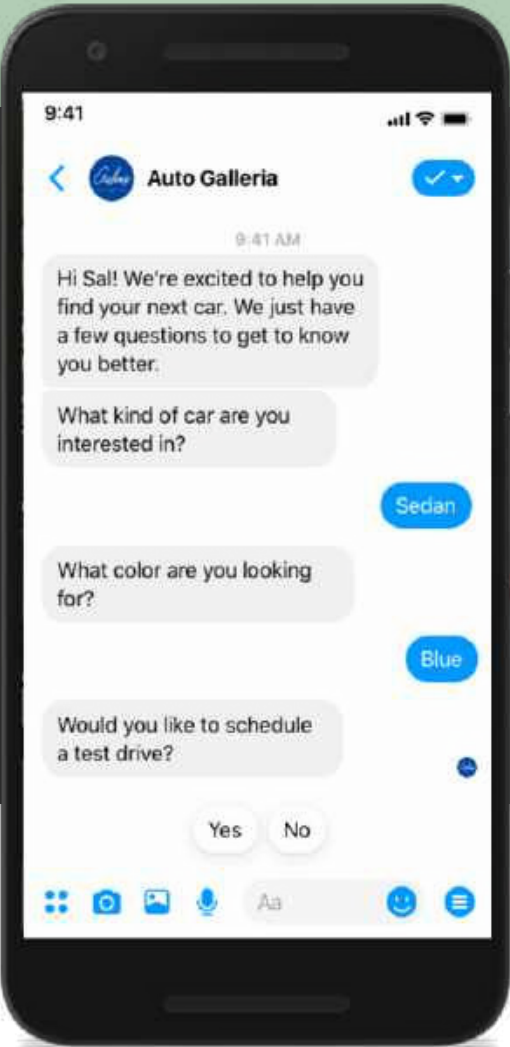 9:41
Auto Galleria
9:41 AM
Hi Sal! We're excited to help you
find your next car. We just have
a few questions to get to know
you better.
What kind of car are you
interested in?
Sedan
What color are you looking
for?
Blue
Would you like to schedule
a test drive?
Yes No
Aa